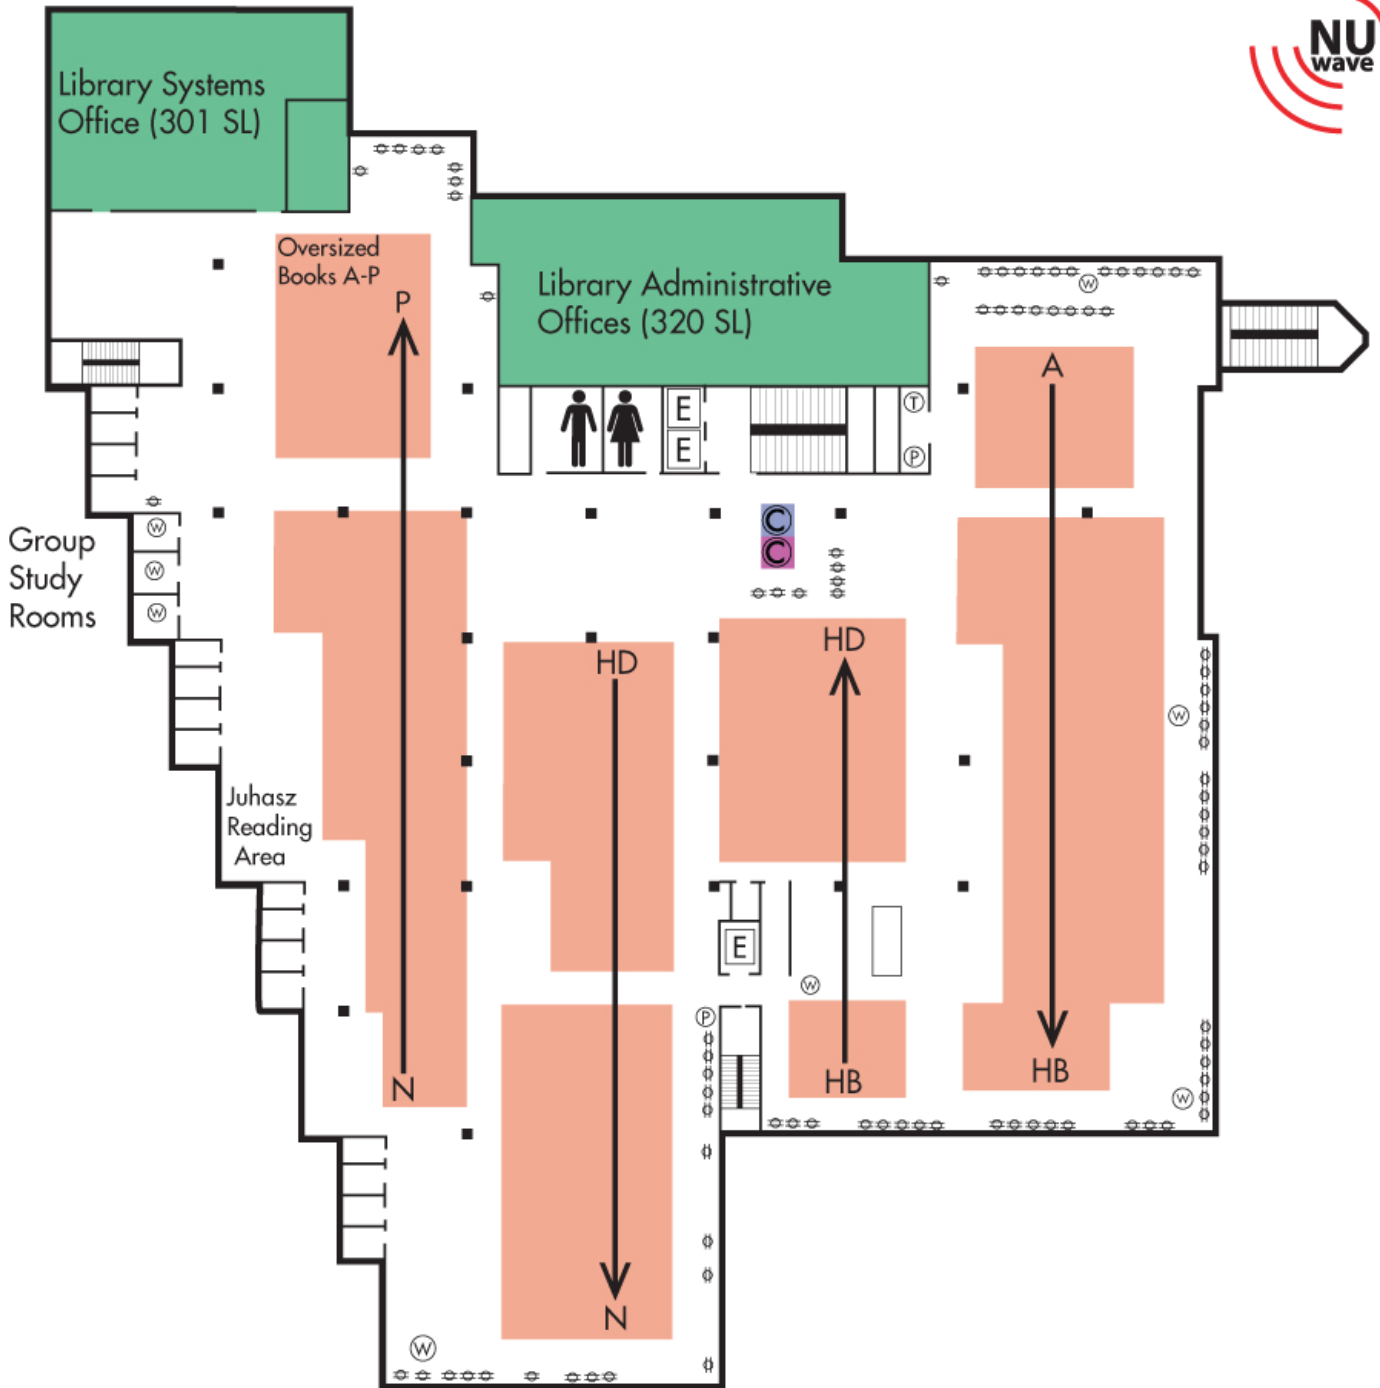 NU
wave
Library Systems
Office (301 SL)
Oversized
Books A-P
P
Library Administrative
Offices (320 SL)
W
A
E
E
T
P
C
C
Group
Study
Rooms
W
W
W
HD
HD
W
Juhasz
Reading
Area
E
W
P
N
HB
HB
W
N
W